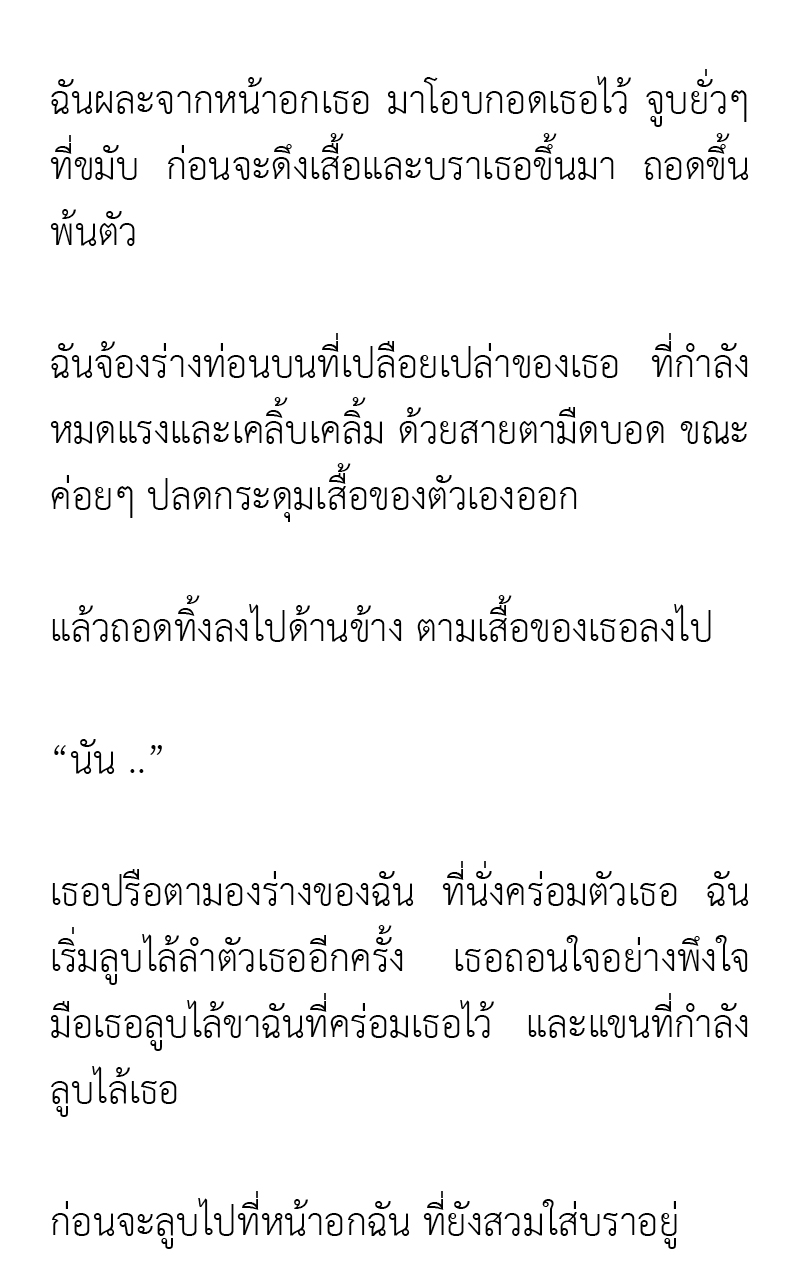 ฉันผละจากหน้าอกเธอ มาโอบกอดเธอไว้ จูบยั่วๆ
ที่ขมับ ก่อนจะดึงเสื้อและบราเธอขึ้นมา ถอดขึ้น
พ้นตัว
ฉันจ้องร่างท่อนบนที่เปลือยเปล่าของเธอ ที่กำลัง
หมดแรงและเคลิ้บเคลิ้ม ด้วยสายตามืดบอด ขณะ
ค่อยๆ ปลดกระดุมเสื้อของตัวเองออก
แล้วถอดทิ้งลงไปด้านข้าง ตามเสื้อของเธอลงไป
“นัน ..”
เธอปรือตามองร่างของฉัน ที่นั่งคร่อมตัวเธอ ฉัน
เริ่มลูบไล้ลำตัวเธออีกครั้ง เธอถอนใจอย่างพึงใจ
มือเธอลูบไล้ขาฉันที่คร่อมเธอไว้ และแขนที่กำลัง
ลูบไล้เธอ
ก่อนจะลูบไปที่หน้าอกฉัน ที่ยังสวมใส่บราอยู่